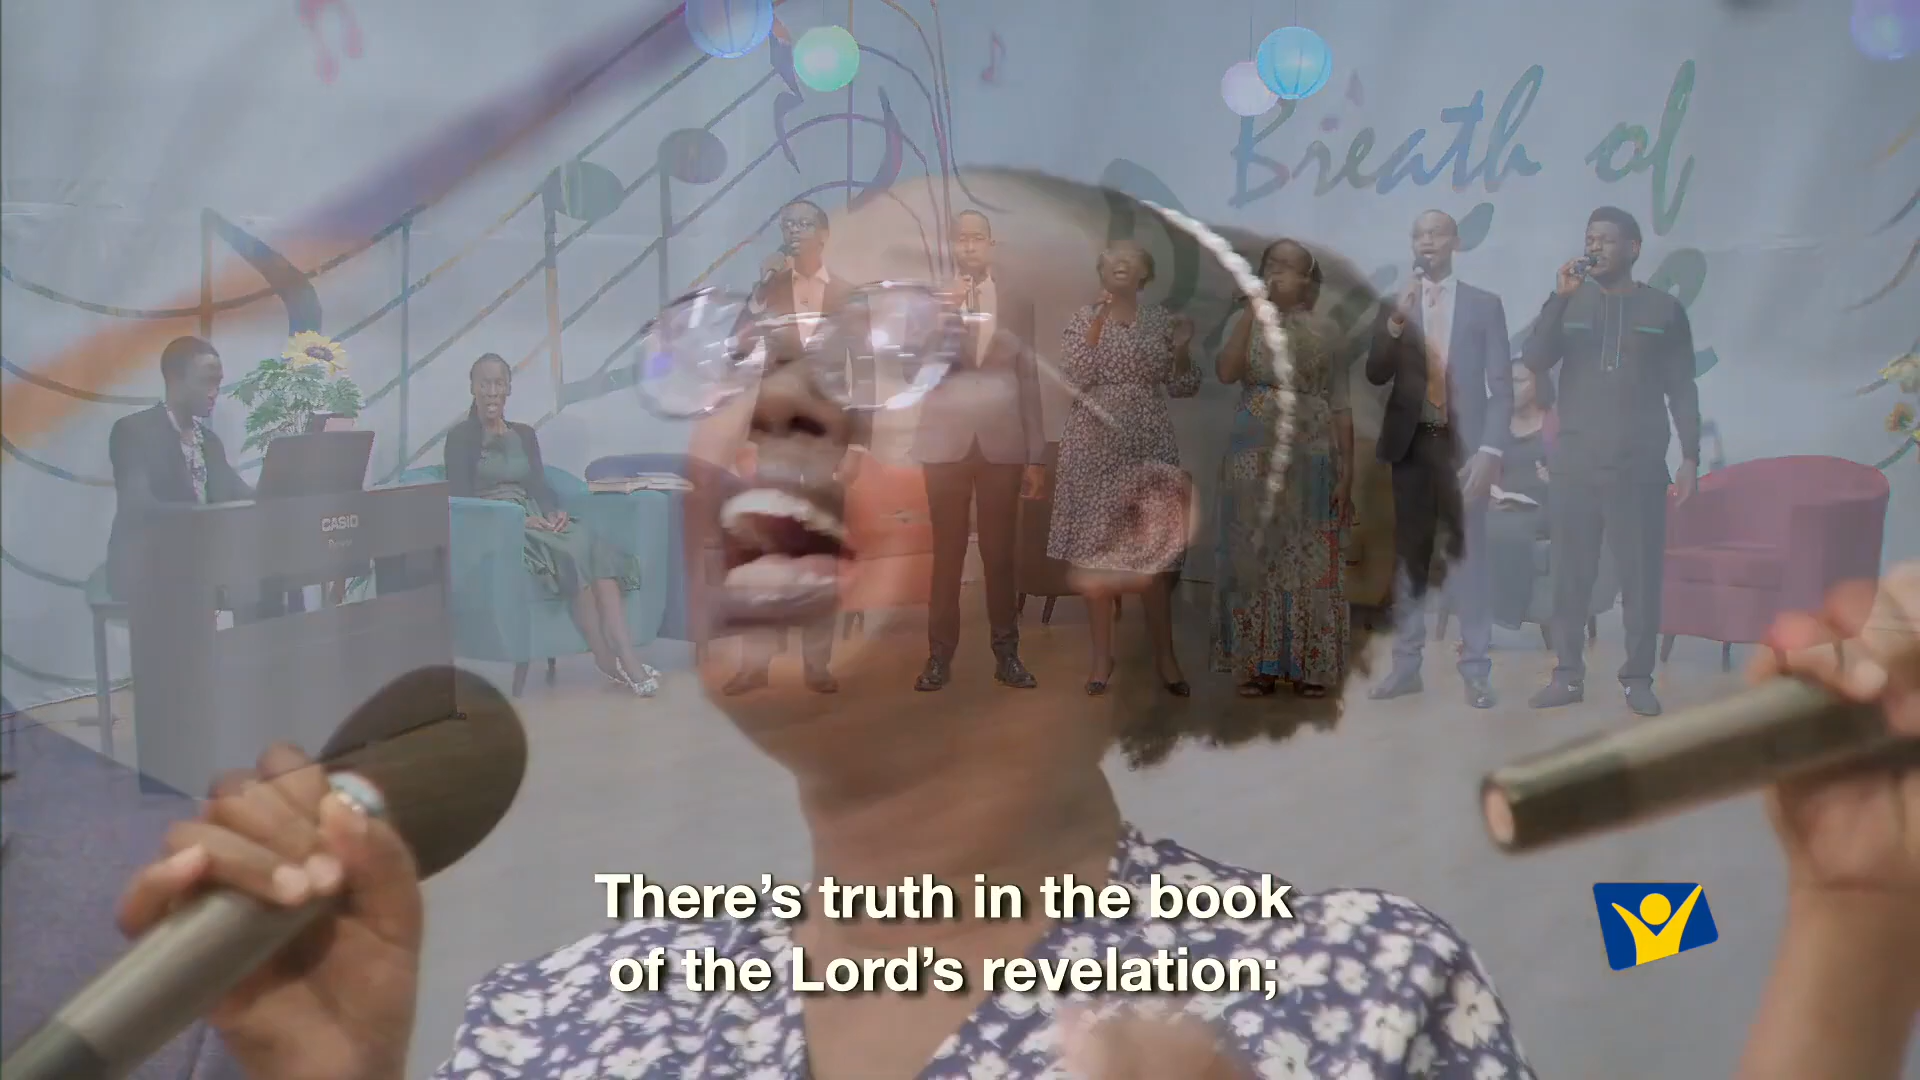 Breath of
CASIO
There's truth in the book
of the Lord's revelation;